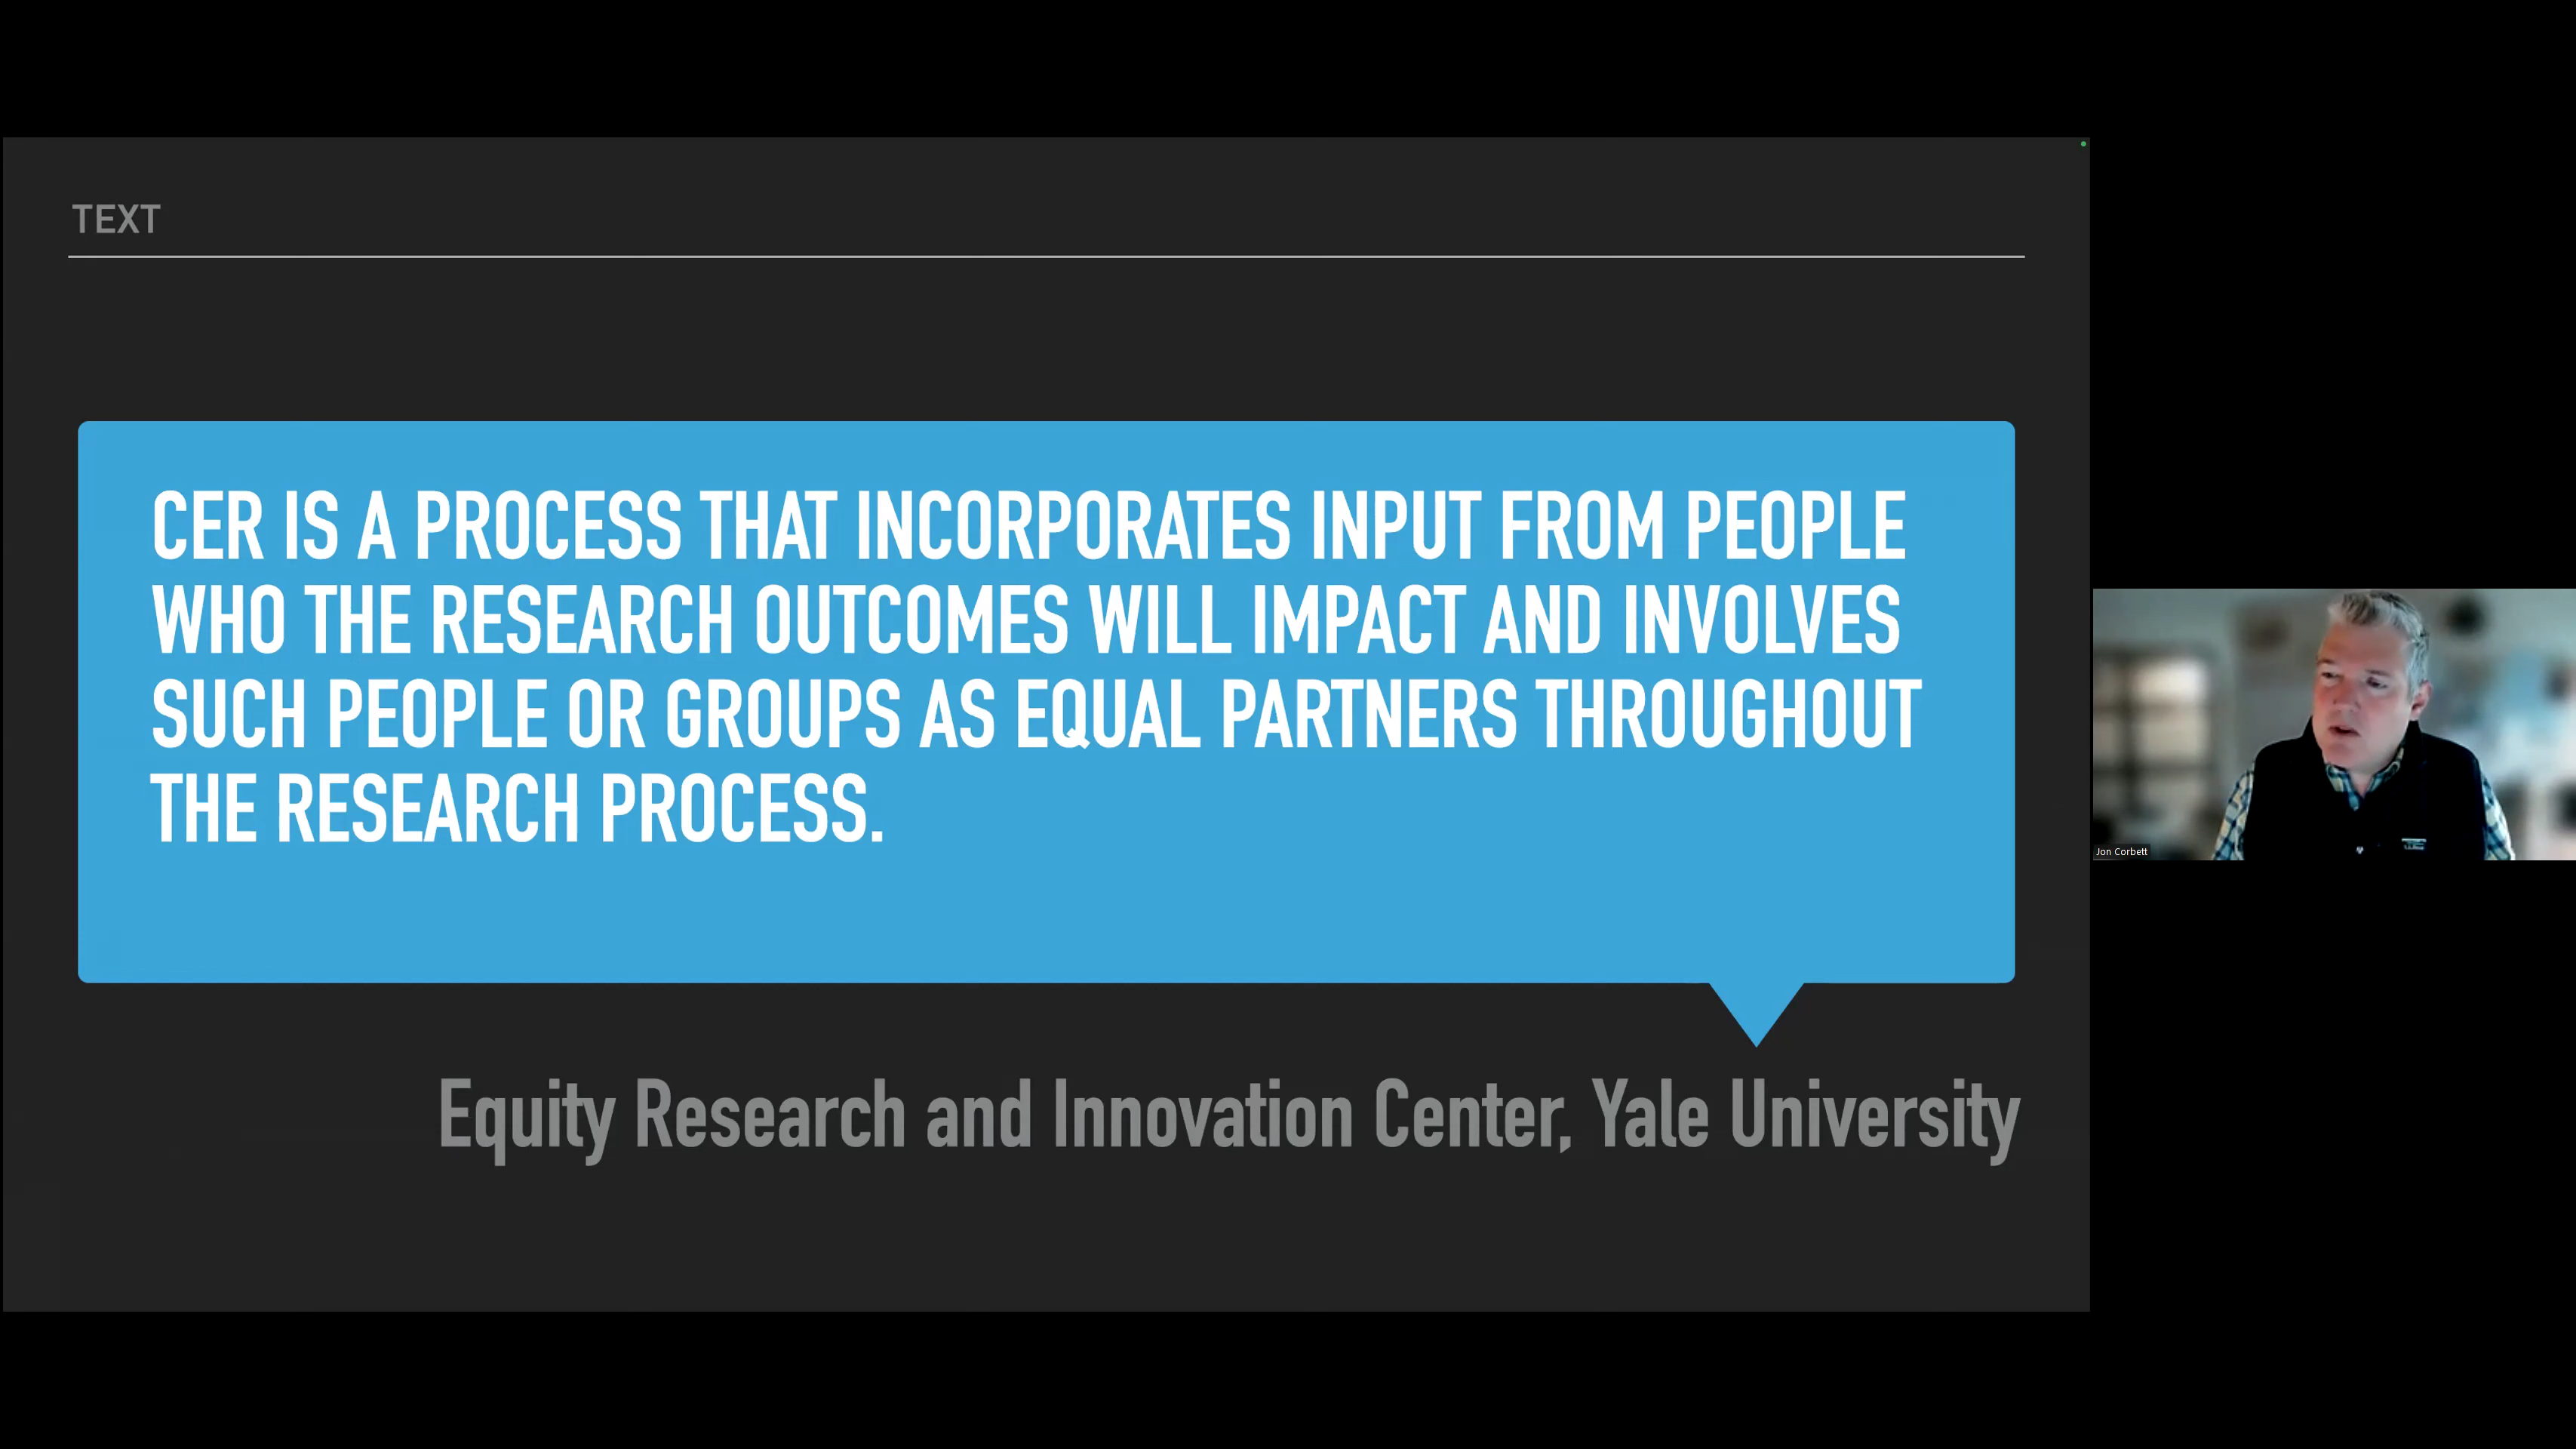 TEXT
CER IS A PROCESS THAT INCORPORATES INPUT FROM PEOPLE
WHO THE RESEARCH OUTCOMES WILL IMPACT AND INVOLVES
SUCH PEOPLE OR GROUPS AS EQUAL PARTNERS THROUGHOUT
THE RESEARCH PROCESS.
Equity Research and Innovation Center, Yale University
Jon Corbett